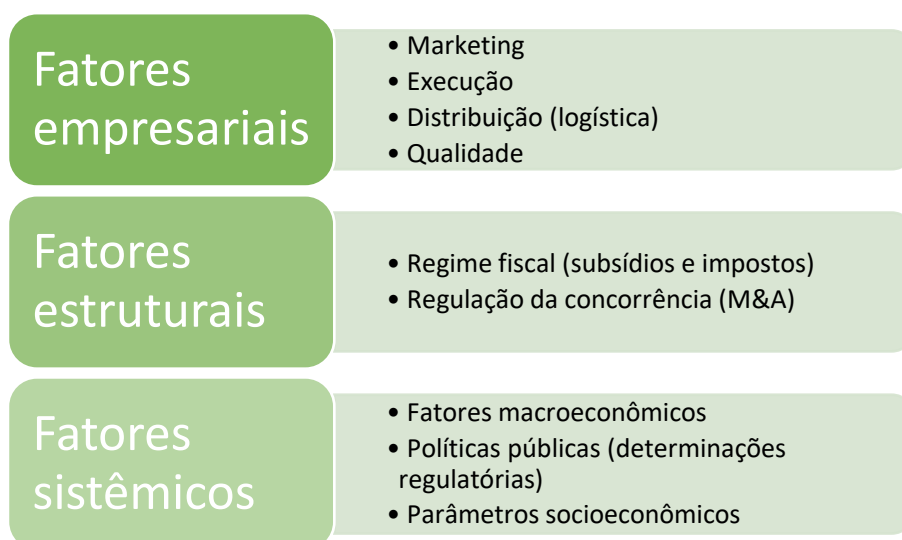 Fatores
empresariais
• Marketing
• Execução
• Distribuição (logística)
• Qualidade
Fatores
estruturais
• Regime fiscal (subsídios e impostos)
• Regulação da concorrência (M&A)
Fatores
sistêmicos
• Fatores macroeconômicos
• Políticas públicas (determinações
regulatórias)
• Parâmetros socioeconômicos